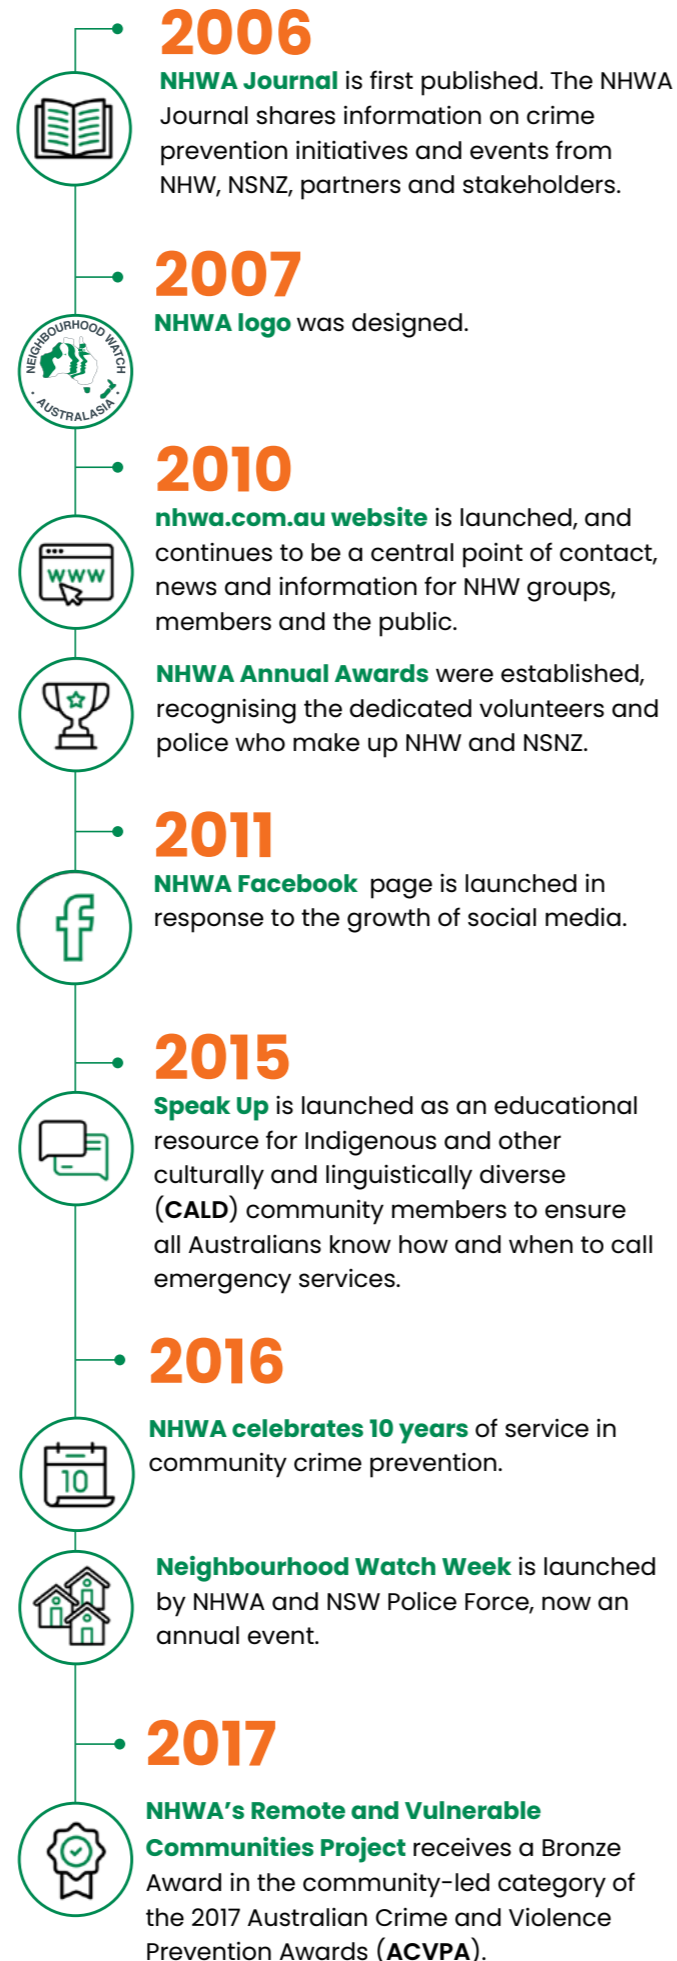 2006
NHWA Journal is first published. The NHWA
Journal shares information on crime
prevention initiatives and events from
NHW, NSNZ, partners and stakeholders.
2007
NHWA logo was designed.
NEIGHBOURHOOD WATCH
· AUSTRALASIA ·
2010
nhwa.com.au website is launched, and
continues to be a central point of contact,
news and information for NHW groups,
members and the public.
WWW
NHWA Annual Awards were established,
recognising the dedicated volunteers and
police who make up NHW and NSNZ.
2011
NHWA Facebook page is launched in
response to the growth of social media.
f
2015
Speak Up is launched as an educational
resource for Indigenous and other
culturally and linguistically diverse
(CALD) community members to ensure
all Australians know how and when to call
emergency services.
2016
NHWA celebrates 10 years of service in
community crime prevention.
10
Neighbourhood Watch Week is launched
by NHWA and NSW Police Force, now an
annual event.
2017
NHWA's Remote and Vulnerable
Communities Project receives a Bronze
Award in the community-led category of
the 2017 Australian Crime and Violence
Prevention Awards (ACVPA).